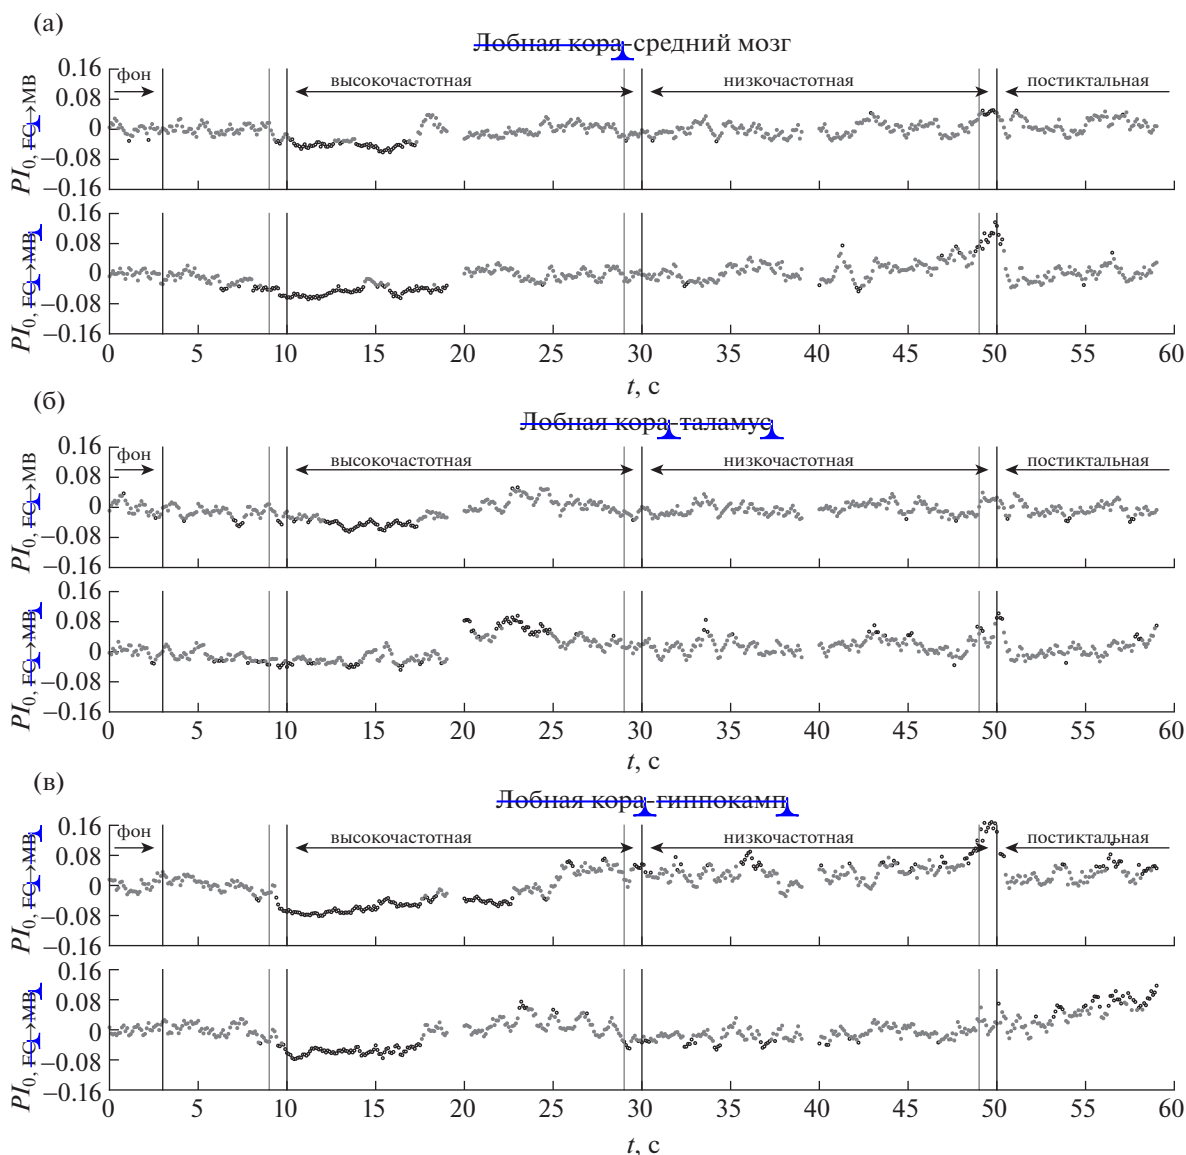 (а)
Лобная кора-средний мозг
фон
высокочастотная
низкочастотная
постиктальная
PI0, FC→MB
0.16
0.08
0
−0.08
−0.16
PI0, FC→MB
0.16
0.08
0
−0.08
−0.16
0 5 10 15 20 25 30 35 40 45 50 55 60
t, с
(б)
Лобная кора-таламус
фон
высокочастотная
низкочастотная
постиктальная
PI0, FC→MB
0.16
0.08
0
−0.08
−0.16
PI0, FC→MB
0.16
0.08
0
−0.08
−0.16
0 5 10 15 20 25 30 35 40 45 50 55 60
t, с
(в)
Лобная кора-гиппокамп
фон
высокочастотная
низкочастотная
постиктальная
PI0, FC→MB
0.16
0.08
0
−0.08
−0.16
PI0, FC→MB
0.16
0.08
0
−0.08
−0.16
0 5 10 15 20 25 30 35 40 45 50 55 60
t, с